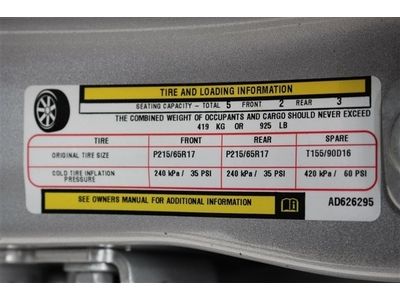 TIRE AND LOADING INFORMATION
SEATING CAPACITY - TOTAL 5 FRONT 2 REAR 3
THE COMBINED WEIGHT OF OCCUPANTS AND CARGO SHOULD NEVER EXCEED
419 KG OR 925 LB
TIRE FRONT REAR SPARE
ORIGINAL TIRE SIZE P215/65R17 P215/65R17 T155/90D16
COLD TIRE INFLATION PRESSURE 240 kPa / 35 PSI 240 kPa / 35 PSI 420 kPa / 60 PSI
SEE OWNERS MANUAL FOR ADDITIONAL INFORMATION AD626295